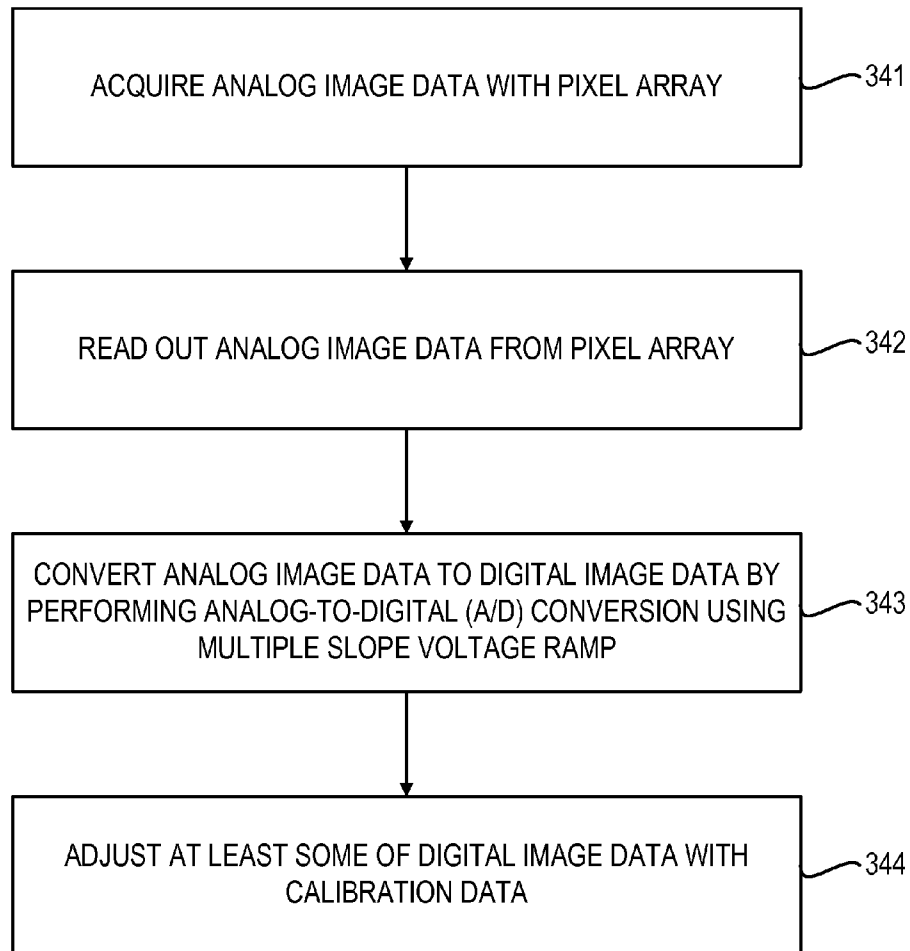 ACQUIRE ANALOG IMAGE DATA WITH PIXEL ARRAY
341
READ OUT ANALOG IMAGE DATA FROM PIXEL ARRAY
342
CONVERT ANALOG IMAGE DATA TO DIGITAL IMAGE DATA BY
PERFORMING ANALOG-TO-DIGITAL (A/D) CONVERSION USING
MULTIPLE SLOPE VOLTAGE RAMP
343
ADJUST AT LEAST SOME OF DIGITAL IMAGE DATA WITH
CALIBRATION DATA
344